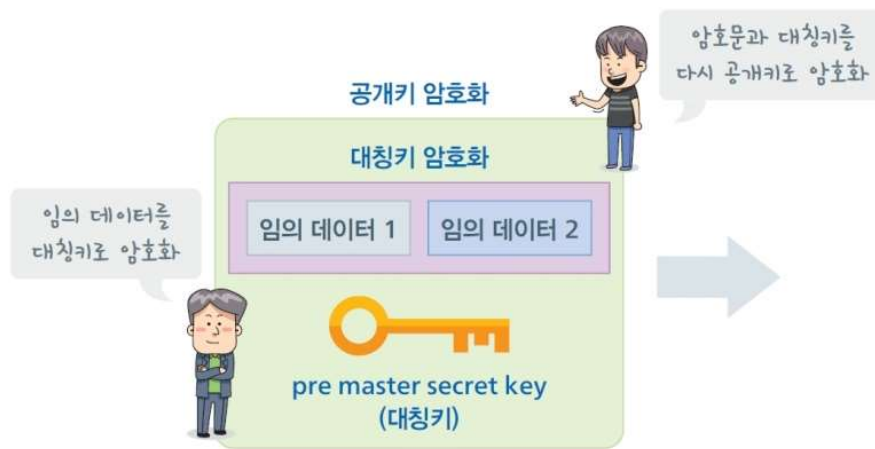 암호문과 대칭키를
다시 공개키로 암호화
공개키 암호화
대칭키 암호화
임의 데이터 1
임의 데이터 2
임의 데이터를
대칭키로 암호화
pre master secret key
(대칭키)